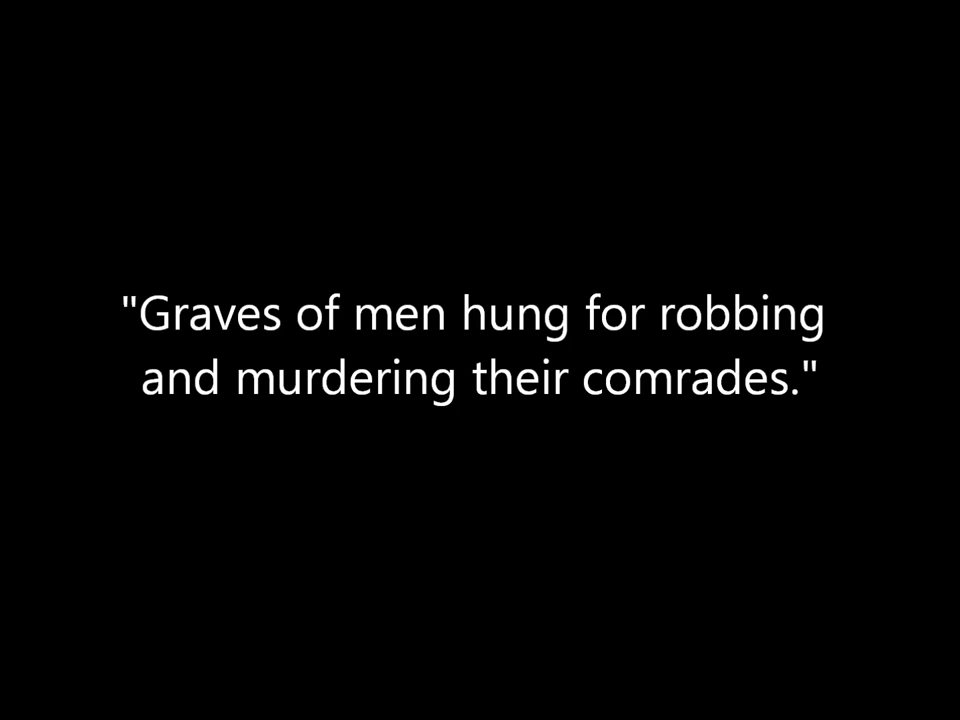 "Graves of men hung for robbing
and murdering their comrades."